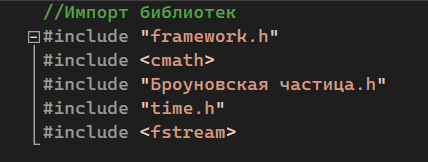 //Импорт библиотек
#include "framework.h"
#include <cmath>
#include "Броуновская частица.h"
#include "time.h"
#include <fstream>